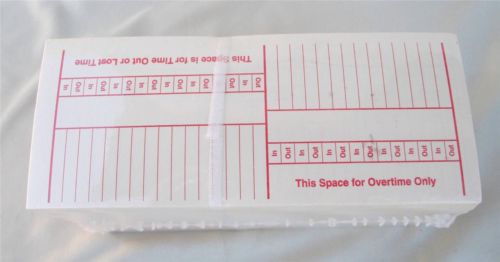 This Space is for Time Out or Lost Time
Out In Out In Out In Out In Out In Out In Out In
In Out In Out In Out In Out In Out In Out In Out
This Space for Overtime Only